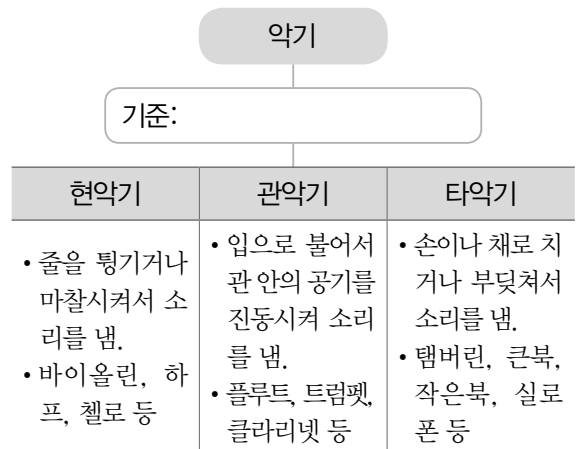 악기
기준:
현악기
관악기
타악기
• 줄을 튕기거나
마찰시켜서 소
리를 냄.
• 바이올린, 하
프, 첼로 등
• 입으로 불어서
관 안의 공기를
진동시켜 소리
를 냄.
• 플루트, 트럼펫,
클라리넷 등
• 손이나 채로 치
거나 부딪쳐서
소리를 냄.
• 탬버린, 큰북,
작은북, 실로
폰 등